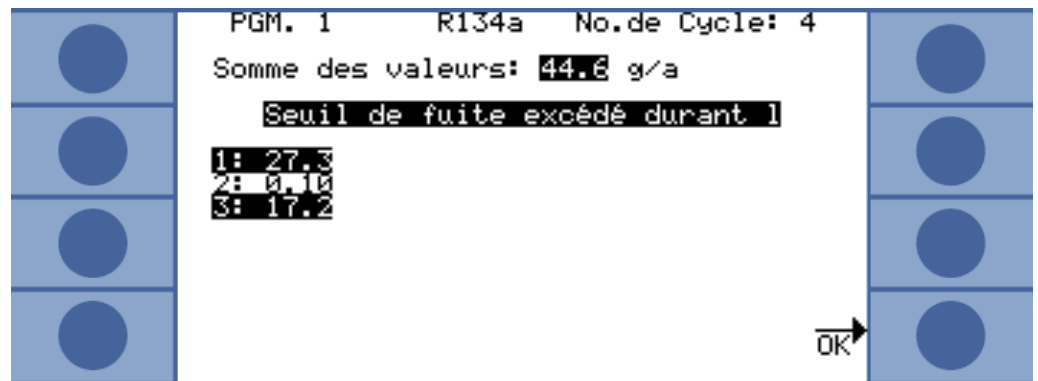 PGM. 1 R134a No.de Cycle: 4
Somme des valeurs: 44.6 g/a
Seuil de fuite excédé durant l
1: 27.3
2: 0.10
3: 17.2
OK